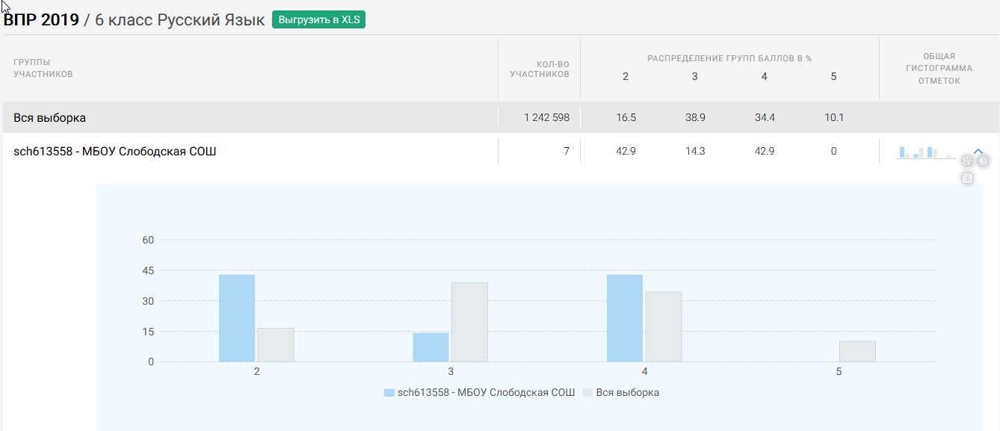 ВПР 2019 / 6 класс Русский Язык Выгрузить в XLS
ГРУППЫ
УЧАСТНИКОВ
КОЛ-ВО
УЧАСТНИКОВ
РАСПРЕДЕЛЕНИЕ ГРУПП БАЛЛОВ В %
2 3 4 5
ОБЩАЯ
ГИСТОГРАММА
ОТМЕТОК
Вся выборка 1 242 598 16.5 38.9 34.4 10.1
sch613558 - МБОУ Слободская СОШ 7 42.9 14.3 42.9 0
60
45
30
15
0
2 3 4 5
sch613558 - МБОУ Слободская СОШ Вся выборка